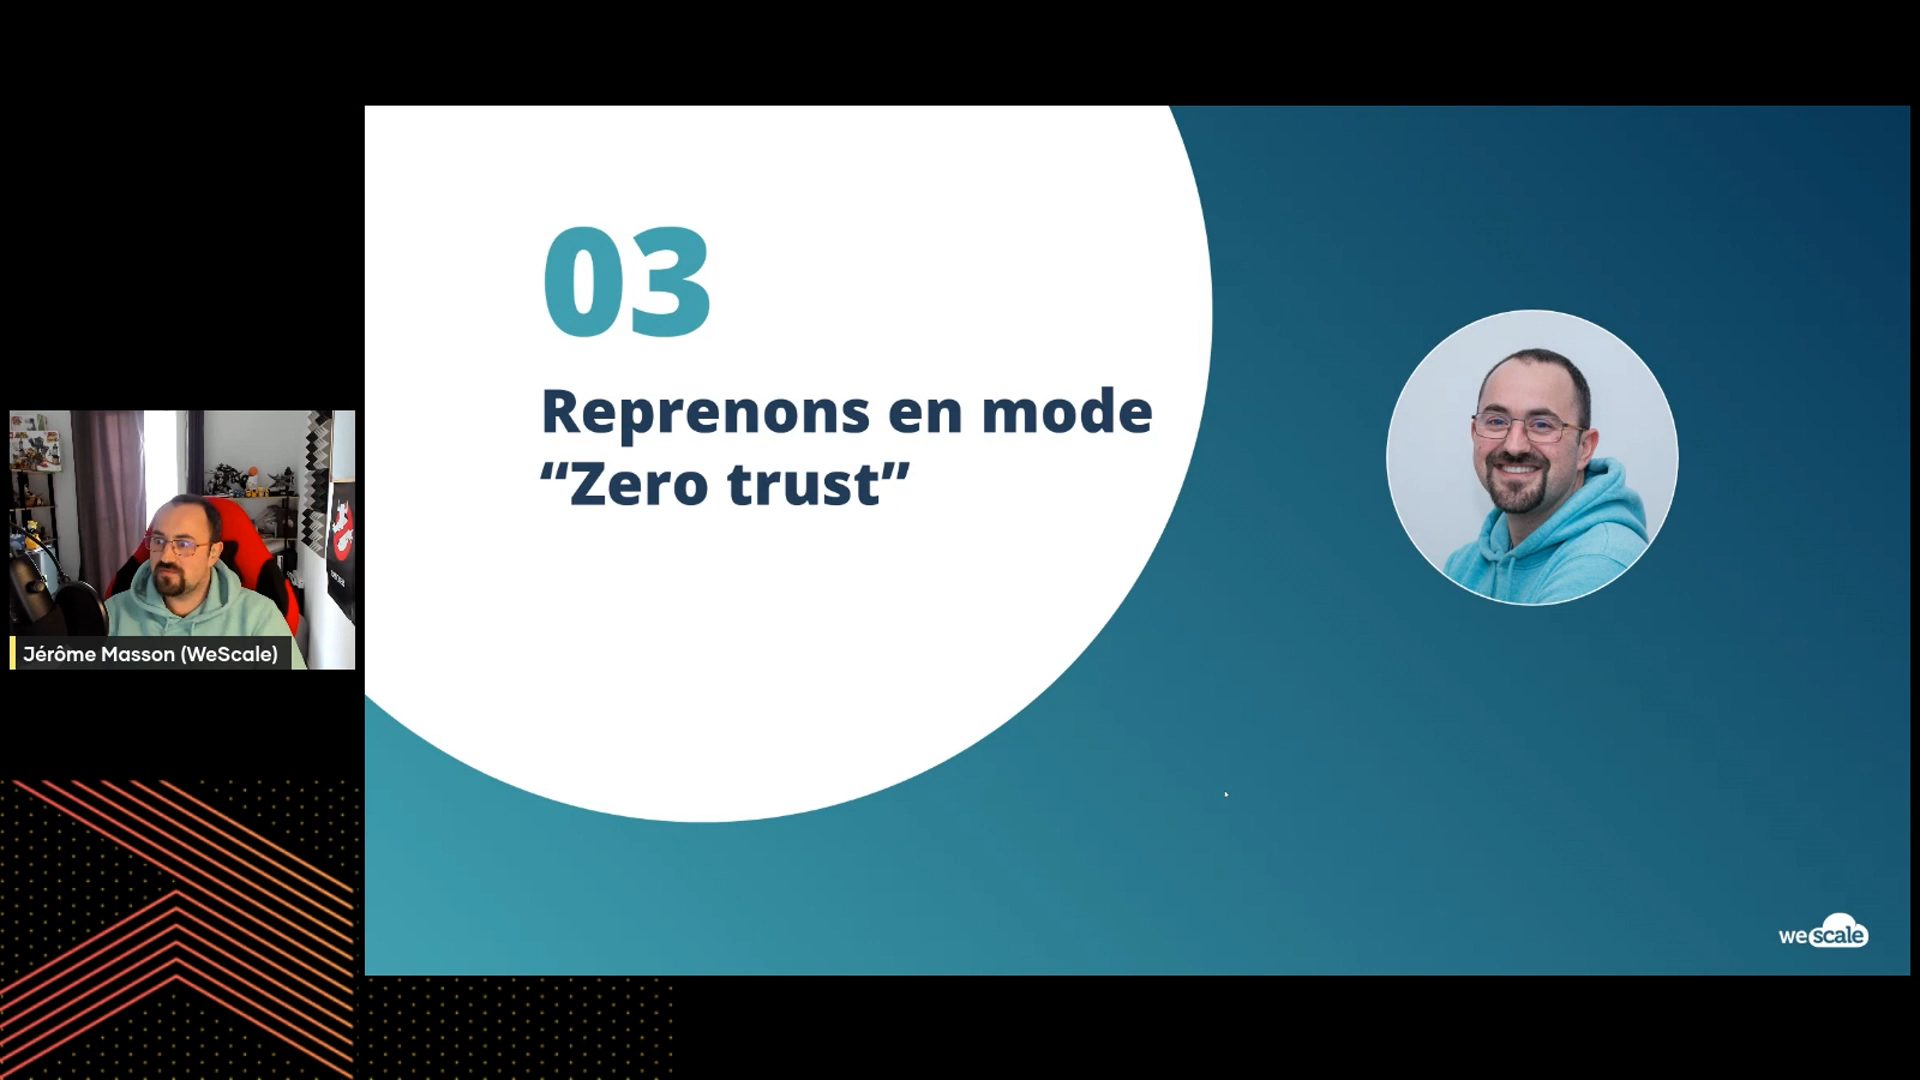 03
Reprenons en mode
“Zero trust”
Jérôme Masson (WeScale)
wescale